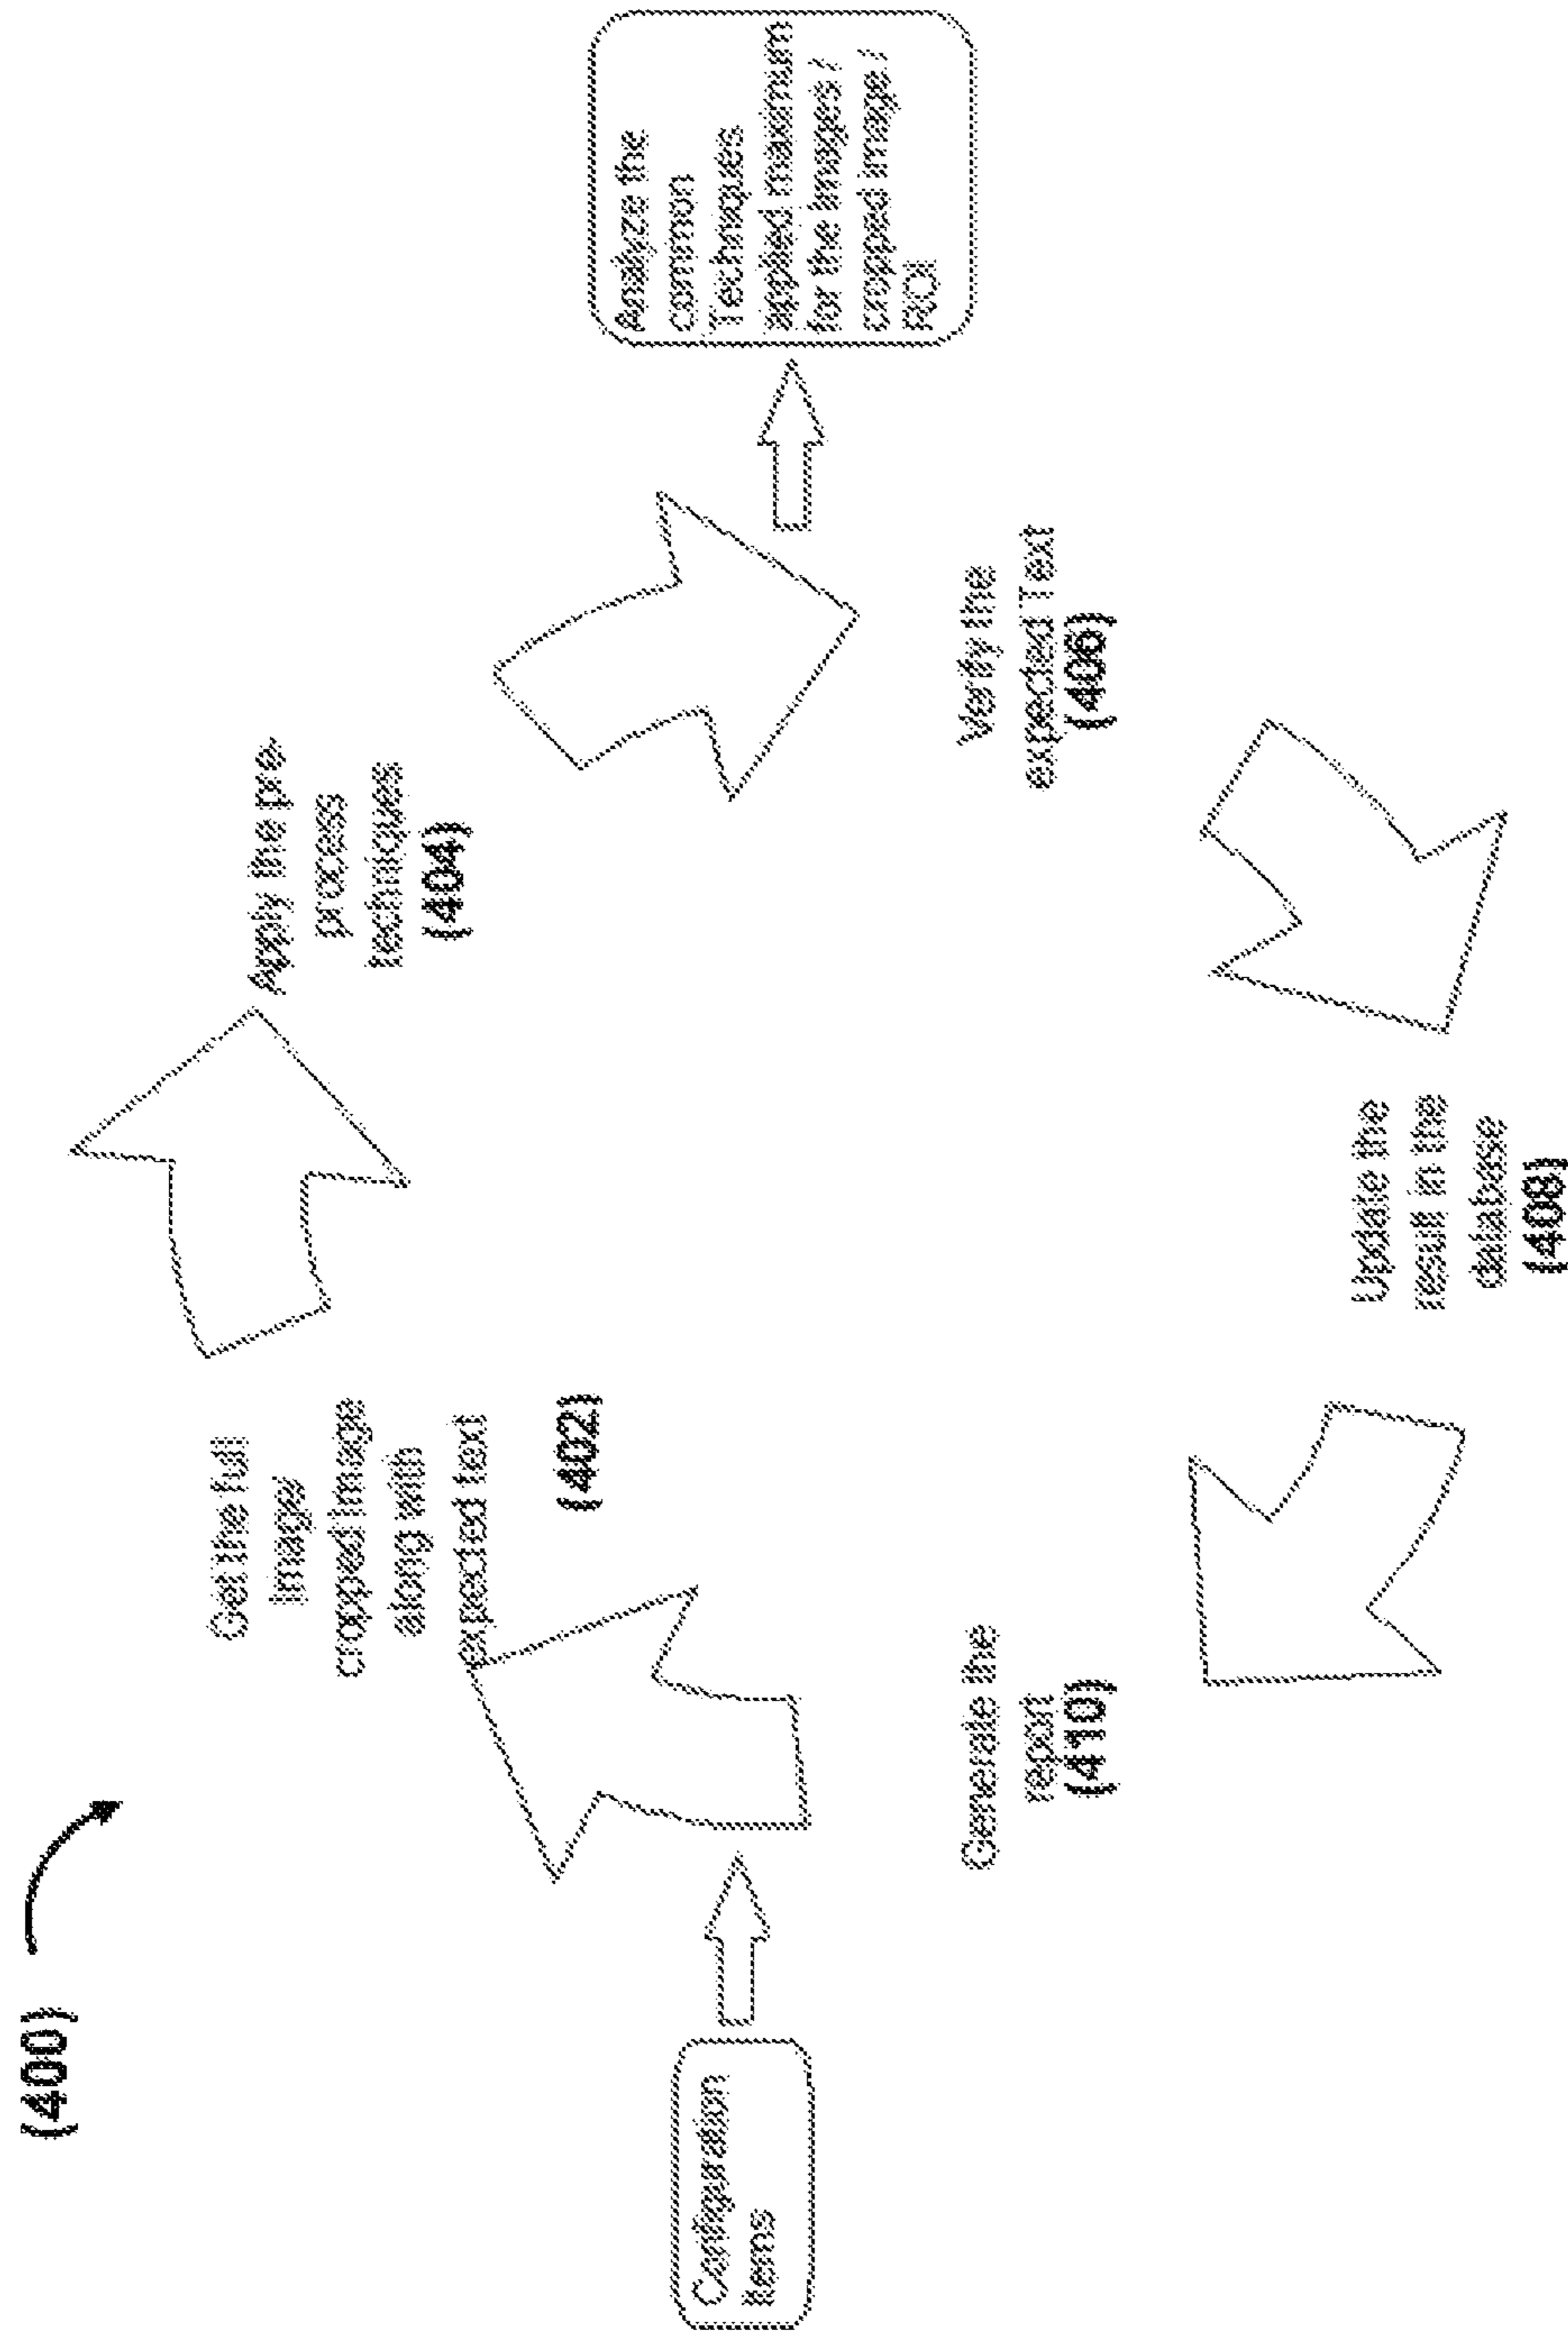 (400)
Get the full
image/
cropped image
along with
expected text
(402)
Apply the pre-
process
techniques
(404)
Analyze the
common
Techniques
applied maximum
for the images /
cropped image /
ROI
Verify the
expected Text
(406)
Update the
result in the
database
(408)
Generate the
report
(410)
Configuration
items